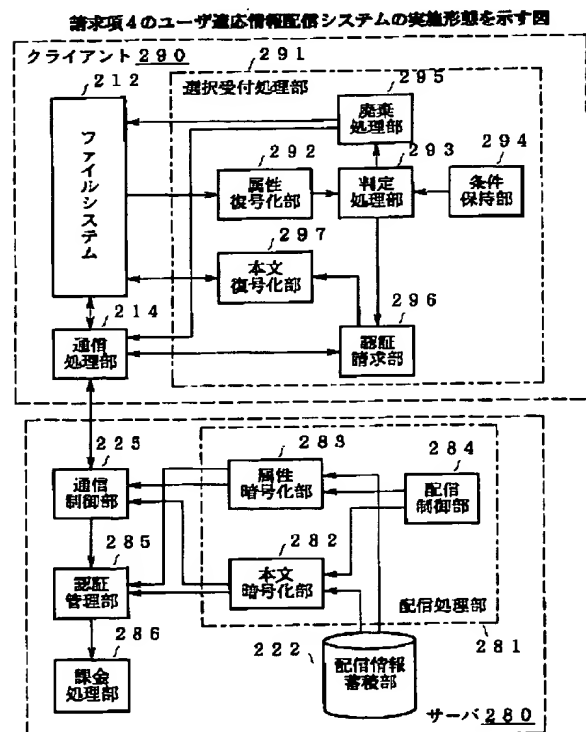 請求項4のユーザ適応情報配信システムの実施形態を示す図
クライアント 290
212
ファイルシステム
291
選択受付処理部
295
廃棄
処理部
292
属性
復号化部
293
判定
処理部
294
条件
保持部
297
本文
復号化部
214
通信
処理部
296
認証
請求部
225
通信
制御部
283
属性
暗号化部
284
配信
制御部
285
認証
管理部
282
本文
暗号化部
配信処理部
281
286
課金
処理部
222
配信情報
蓄積部
サーバ 280